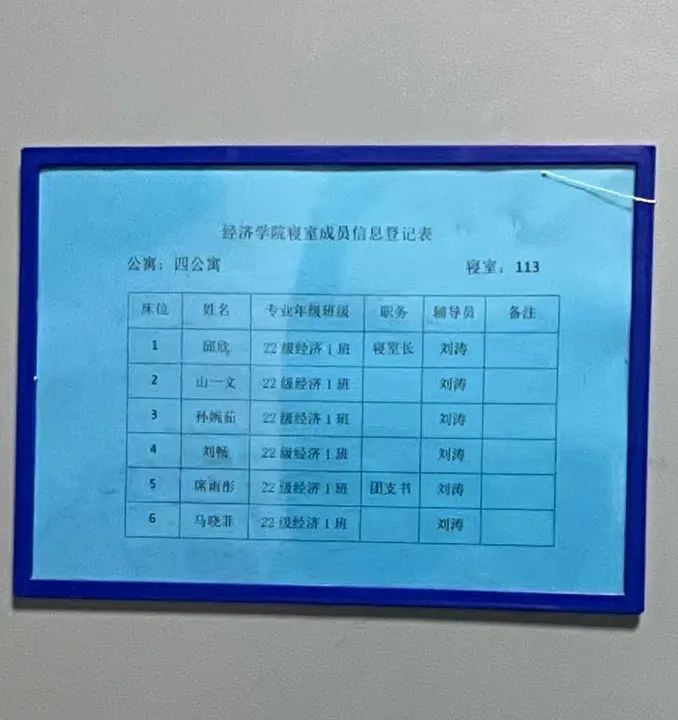 经济学院寝室成员信息登记表
公寓：四公寓 寝室：113
床位 姓名 专业年级班级 职务 辅导员 备注
1 邱欣 22级经济1班 寝室长 刘涛
2 山一文 22级经济1班 刘涛
3 孙婉茹 22级经济1班 刘涛
4 刘畅 22级经济1班 刘涛
5 席雨彤 22级经济1班 团支书 刘涛
6 马晓菲 22级经济1班 刘涛